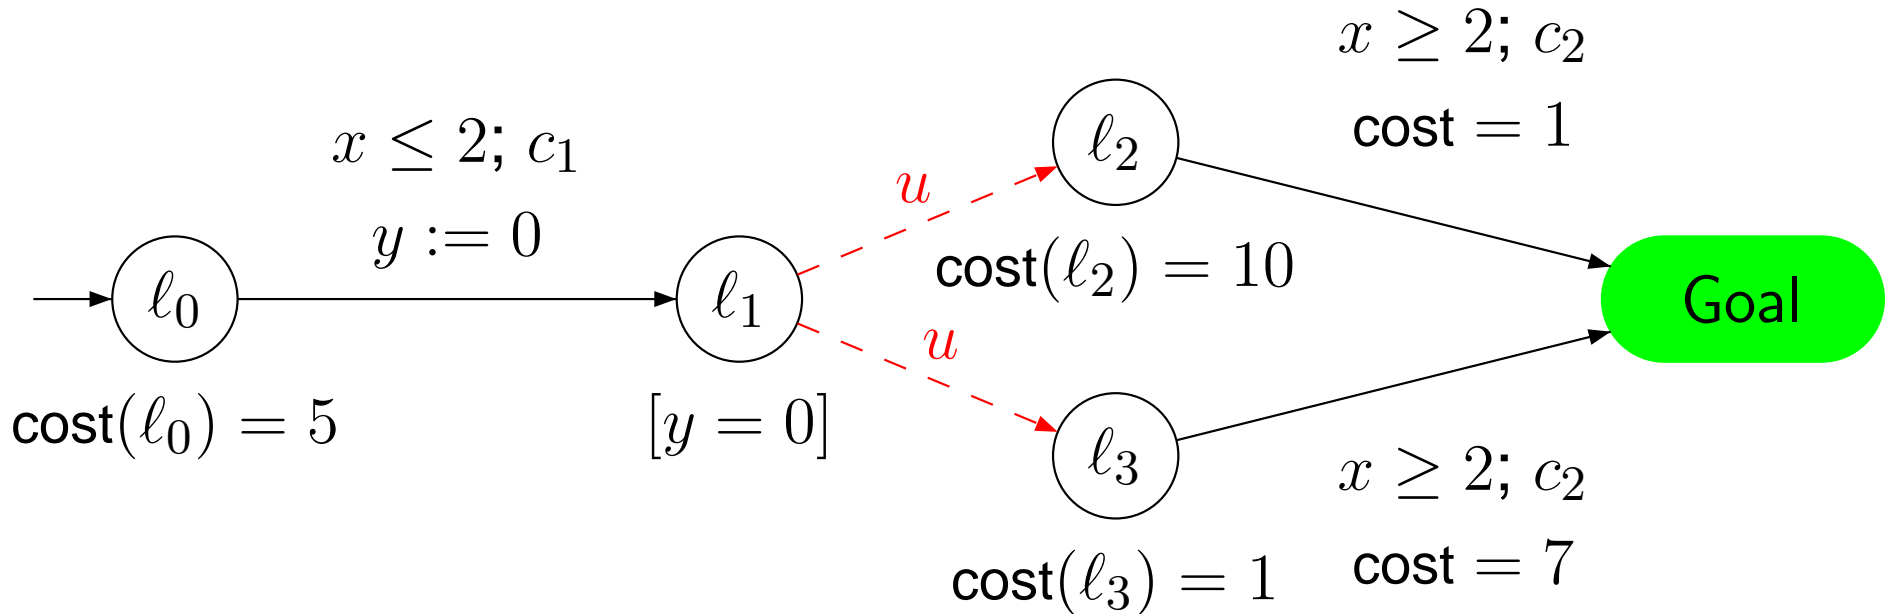 x ≥ 2; c₂
cost = 1
x ≤ 2; c₁
y := 0
u
ℓ₂
cost(ℓ₂) = 10
ℓ₀
ℓ₁
Goal
cost(ℓ₀) = 5
[y = 0]
u
ℓ₃
x ≥ 2; c₂
cost = 7
cost(ℓ₃) = 1